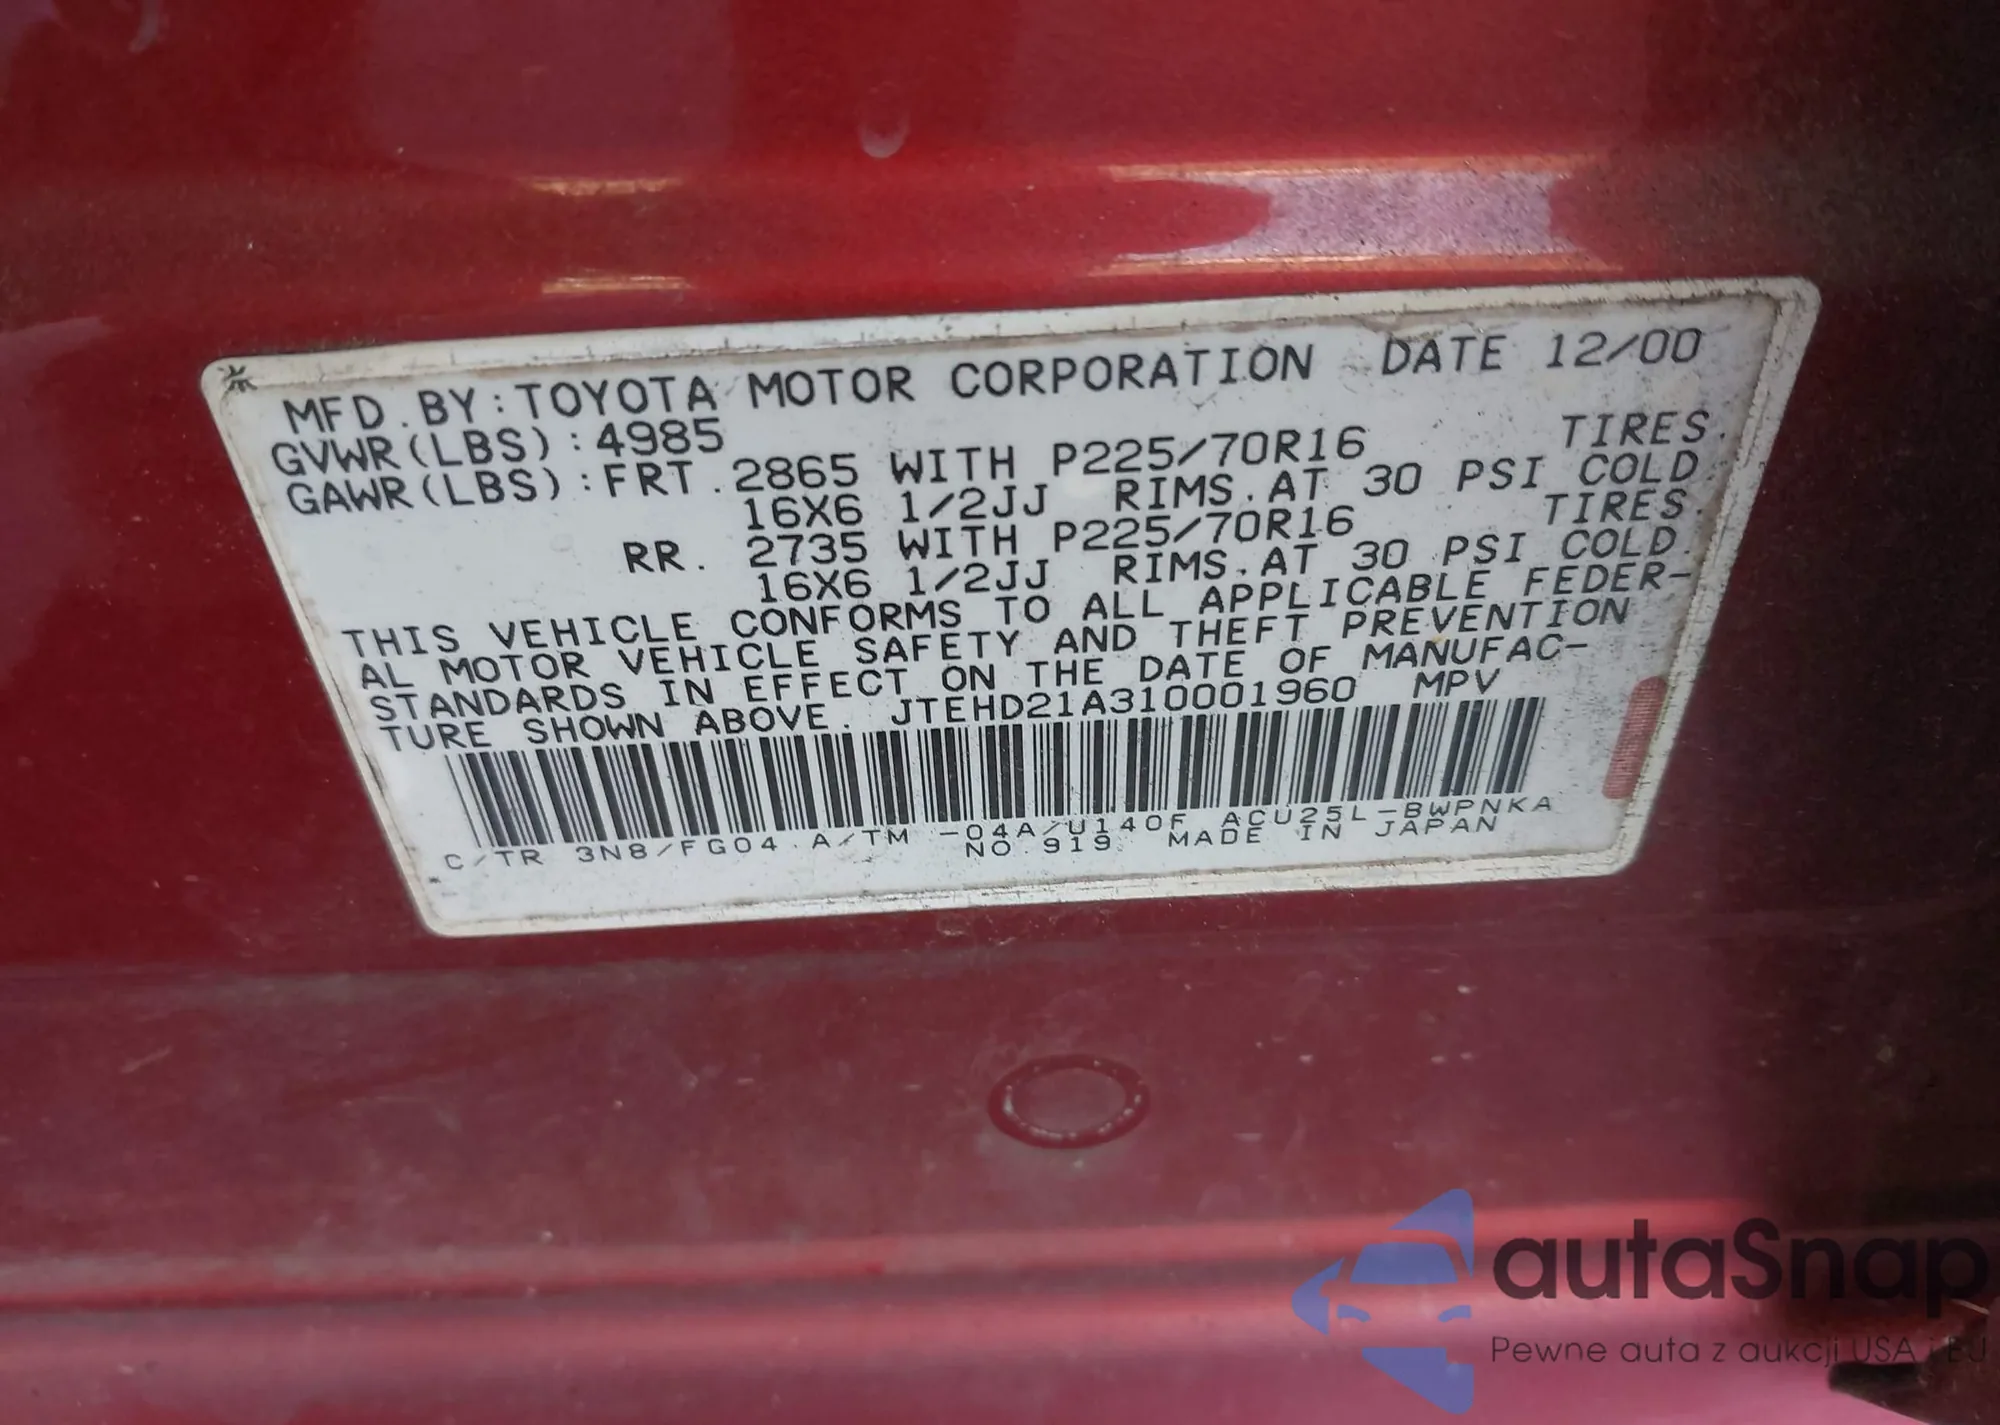 MFD.BY:TOYOTA MOTOR CORPORATION DATE 12/00
GVWR(LBS):4985
GAWR(LBS):FRT.2865 WITH P225/70R16 TIRES.
16X6 1/2JJ RIMS.AT 30 PSI COLD.
RR. 2735 WITH P225/70R16 TIRES.
16X6 1/2JJ RIMS.AT 30 PSI COLD.
THIS VEHICLE CONFORMS TO ALL APPLICABLE FEDER-
AL MOTOR VEHICLE SAFETY AND THEFT PREVENTION
STANDARDS IN EFFECT ON THE DATE OF MANUFAC-
TURE SHOWN ABOVE. JTEHD21A310001960 MPV
C/TR 3N8/FG04 A/TM -04A/U140F ACU25L-BWPNKA
NO.919 MADE IN JAPAN
autaSnap
Pewne auta z aukcji USA i EU